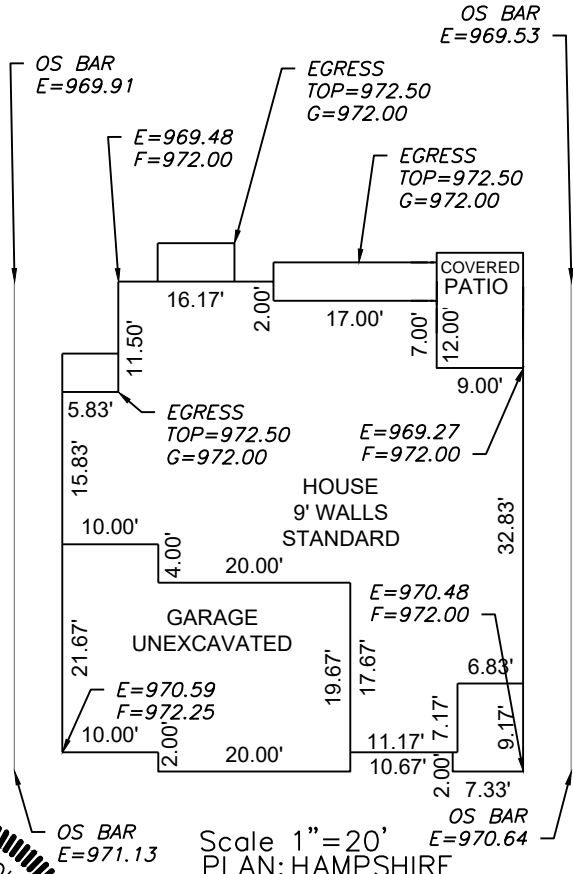 OS BAR
E=969.53
OS BAR
E=969.91
EGRESS
TOP=972.50
G=972.00
E=969.48
F=972.00
EGRESS
TOP=972.50
G=972.00
COVERED
PATIO
16.17'
2.00'
17.00'
7.00'
12.00'
11.50'
9.00'
5.83'
EGRESS
TOP=972.50
G=972.00
E=969.27
F=972.00
15.83'
HOUSE
9' WALLS
STANDARD
32.83'
10.00'
4.00'
20.00'
E=970.48
F=972.00
GARAGE
UNEXCAVATED
21.67'
19.67'
17.67'
6.83'
E=970.59
F=972.25
7.17'
9.17'
10.00'
2.00'
20.00'
11.17'
10.67'
2.00'
7.33'
OS BAR
E=971.13
Scale 1"=20'
PLAN: HAMPSHIRE
OS BAR
E=970.64